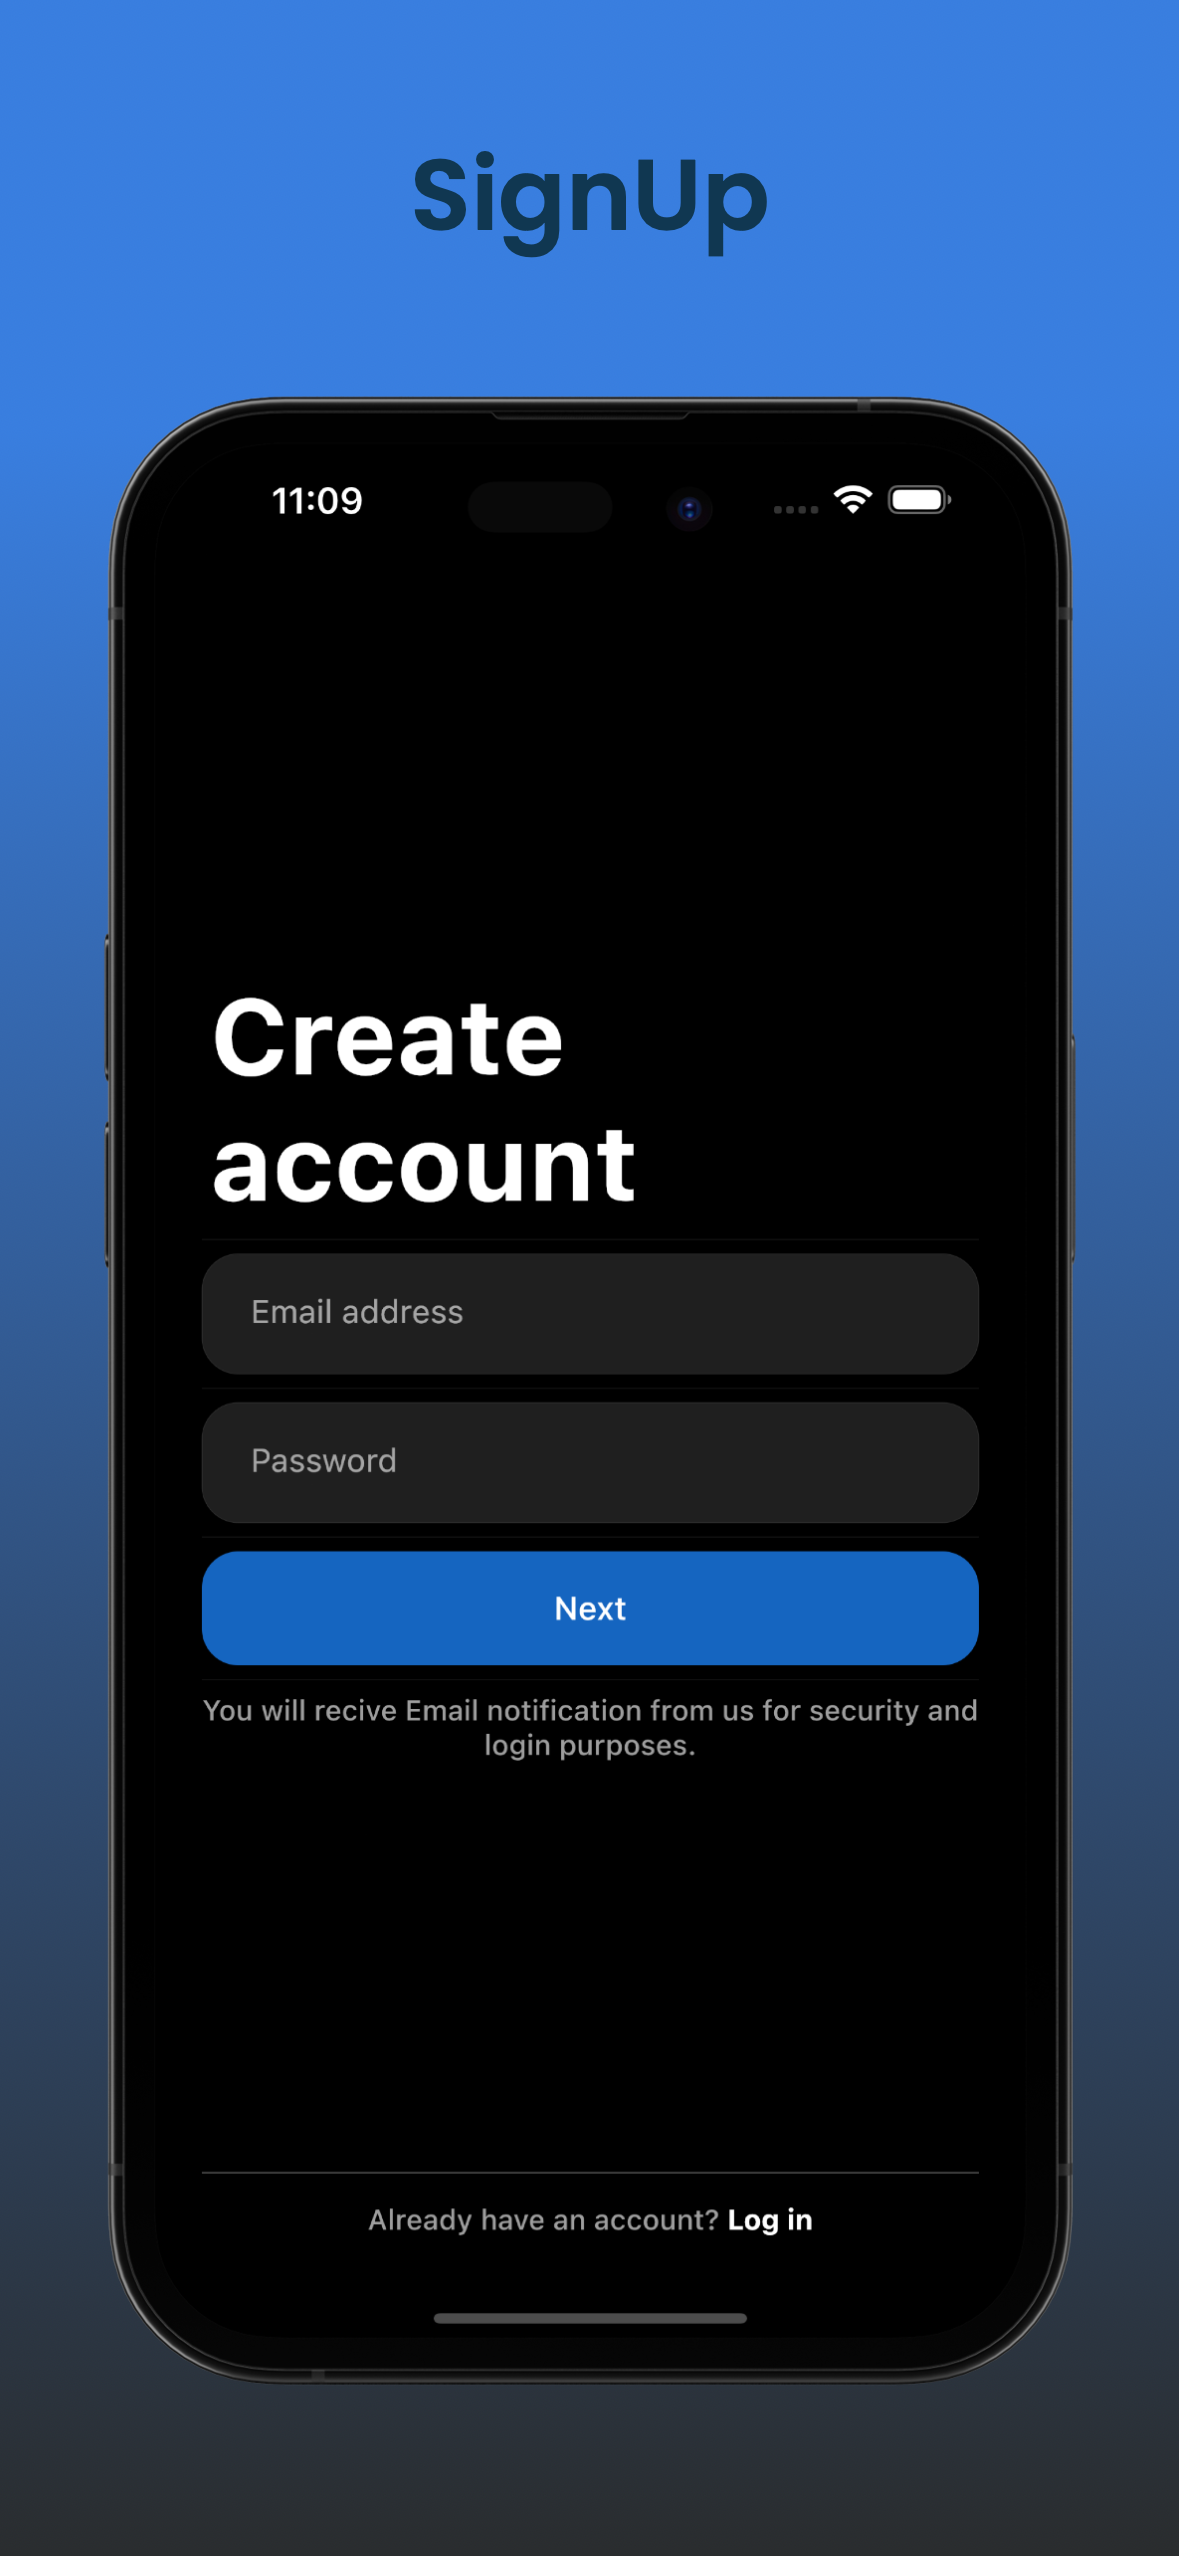 SignUp
11:09
Create
account
Email address
Password
Next
You will recive Email notification from us for security and
login purposes.
Already have an account? Log in